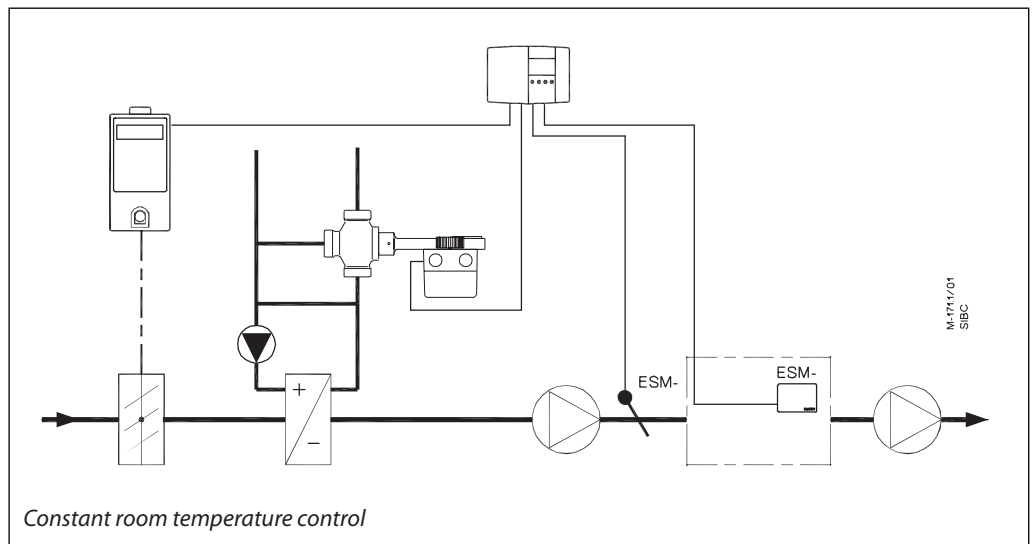 ESM-
ESM-
M-1711/01
SIBC
+
−
Constant room temperature control